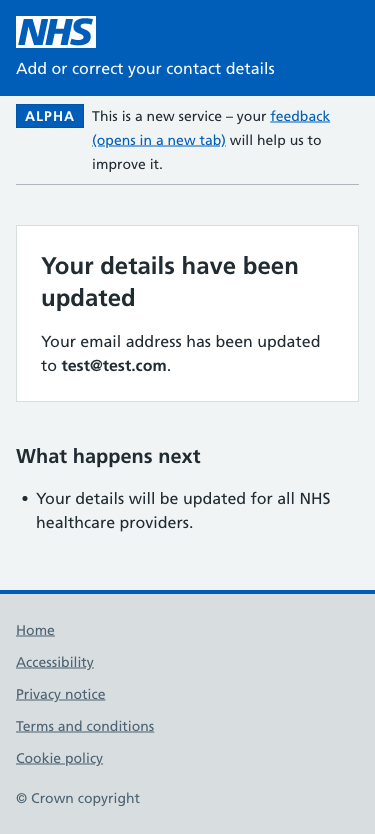 NHS
Add or correct your contact details
ALPHA This is a new service – your feedback
(opens in a new tab) will help us to
improve it.
Your details have been
updated
Your email address has been updated
to test@test.com.
What happens next
• Your details will be updated for all NHS
healthcare providers.
Home
Accessibility
Privacy notice
Terms and conditions
Cookie policy
© Crown copyright